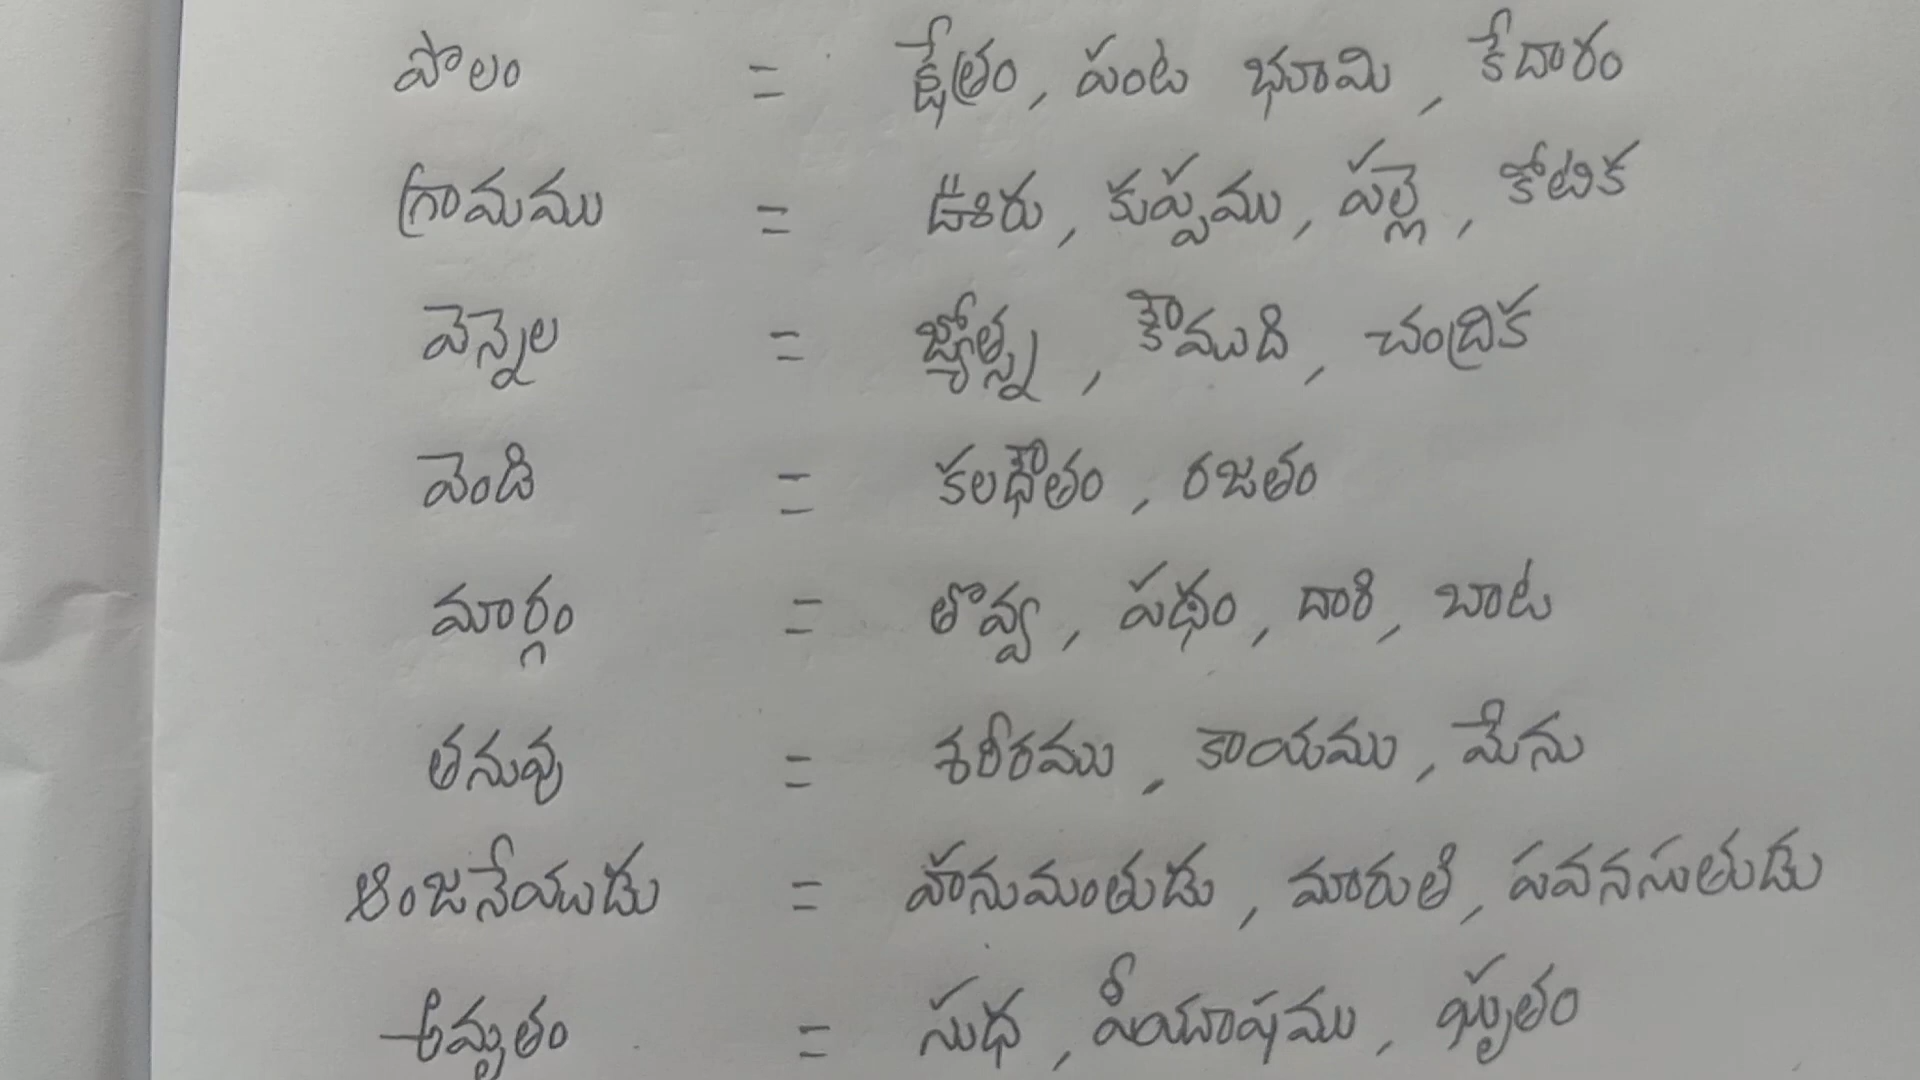 పొలం = క్షేత్రం, పంట భూమి, కేదారం
గ్రామము = ఊరు, కుప్పము, పల్లె, కోటిక
వెన్నెల = జ్యోత్స్న, కౌముది, చంద్రిక
వెండి = కలధౌతం, రజతం
మార్గం = తొవ్వ, పథం, దారి, బాట
తనువు = శరీరము, కాయము, మేను
ఆంజనేయుడు = హనుమంతుడు, మారుతి, పవనసుతుడు
అమృతం = సుధ, పీయూషము, ఘృతం